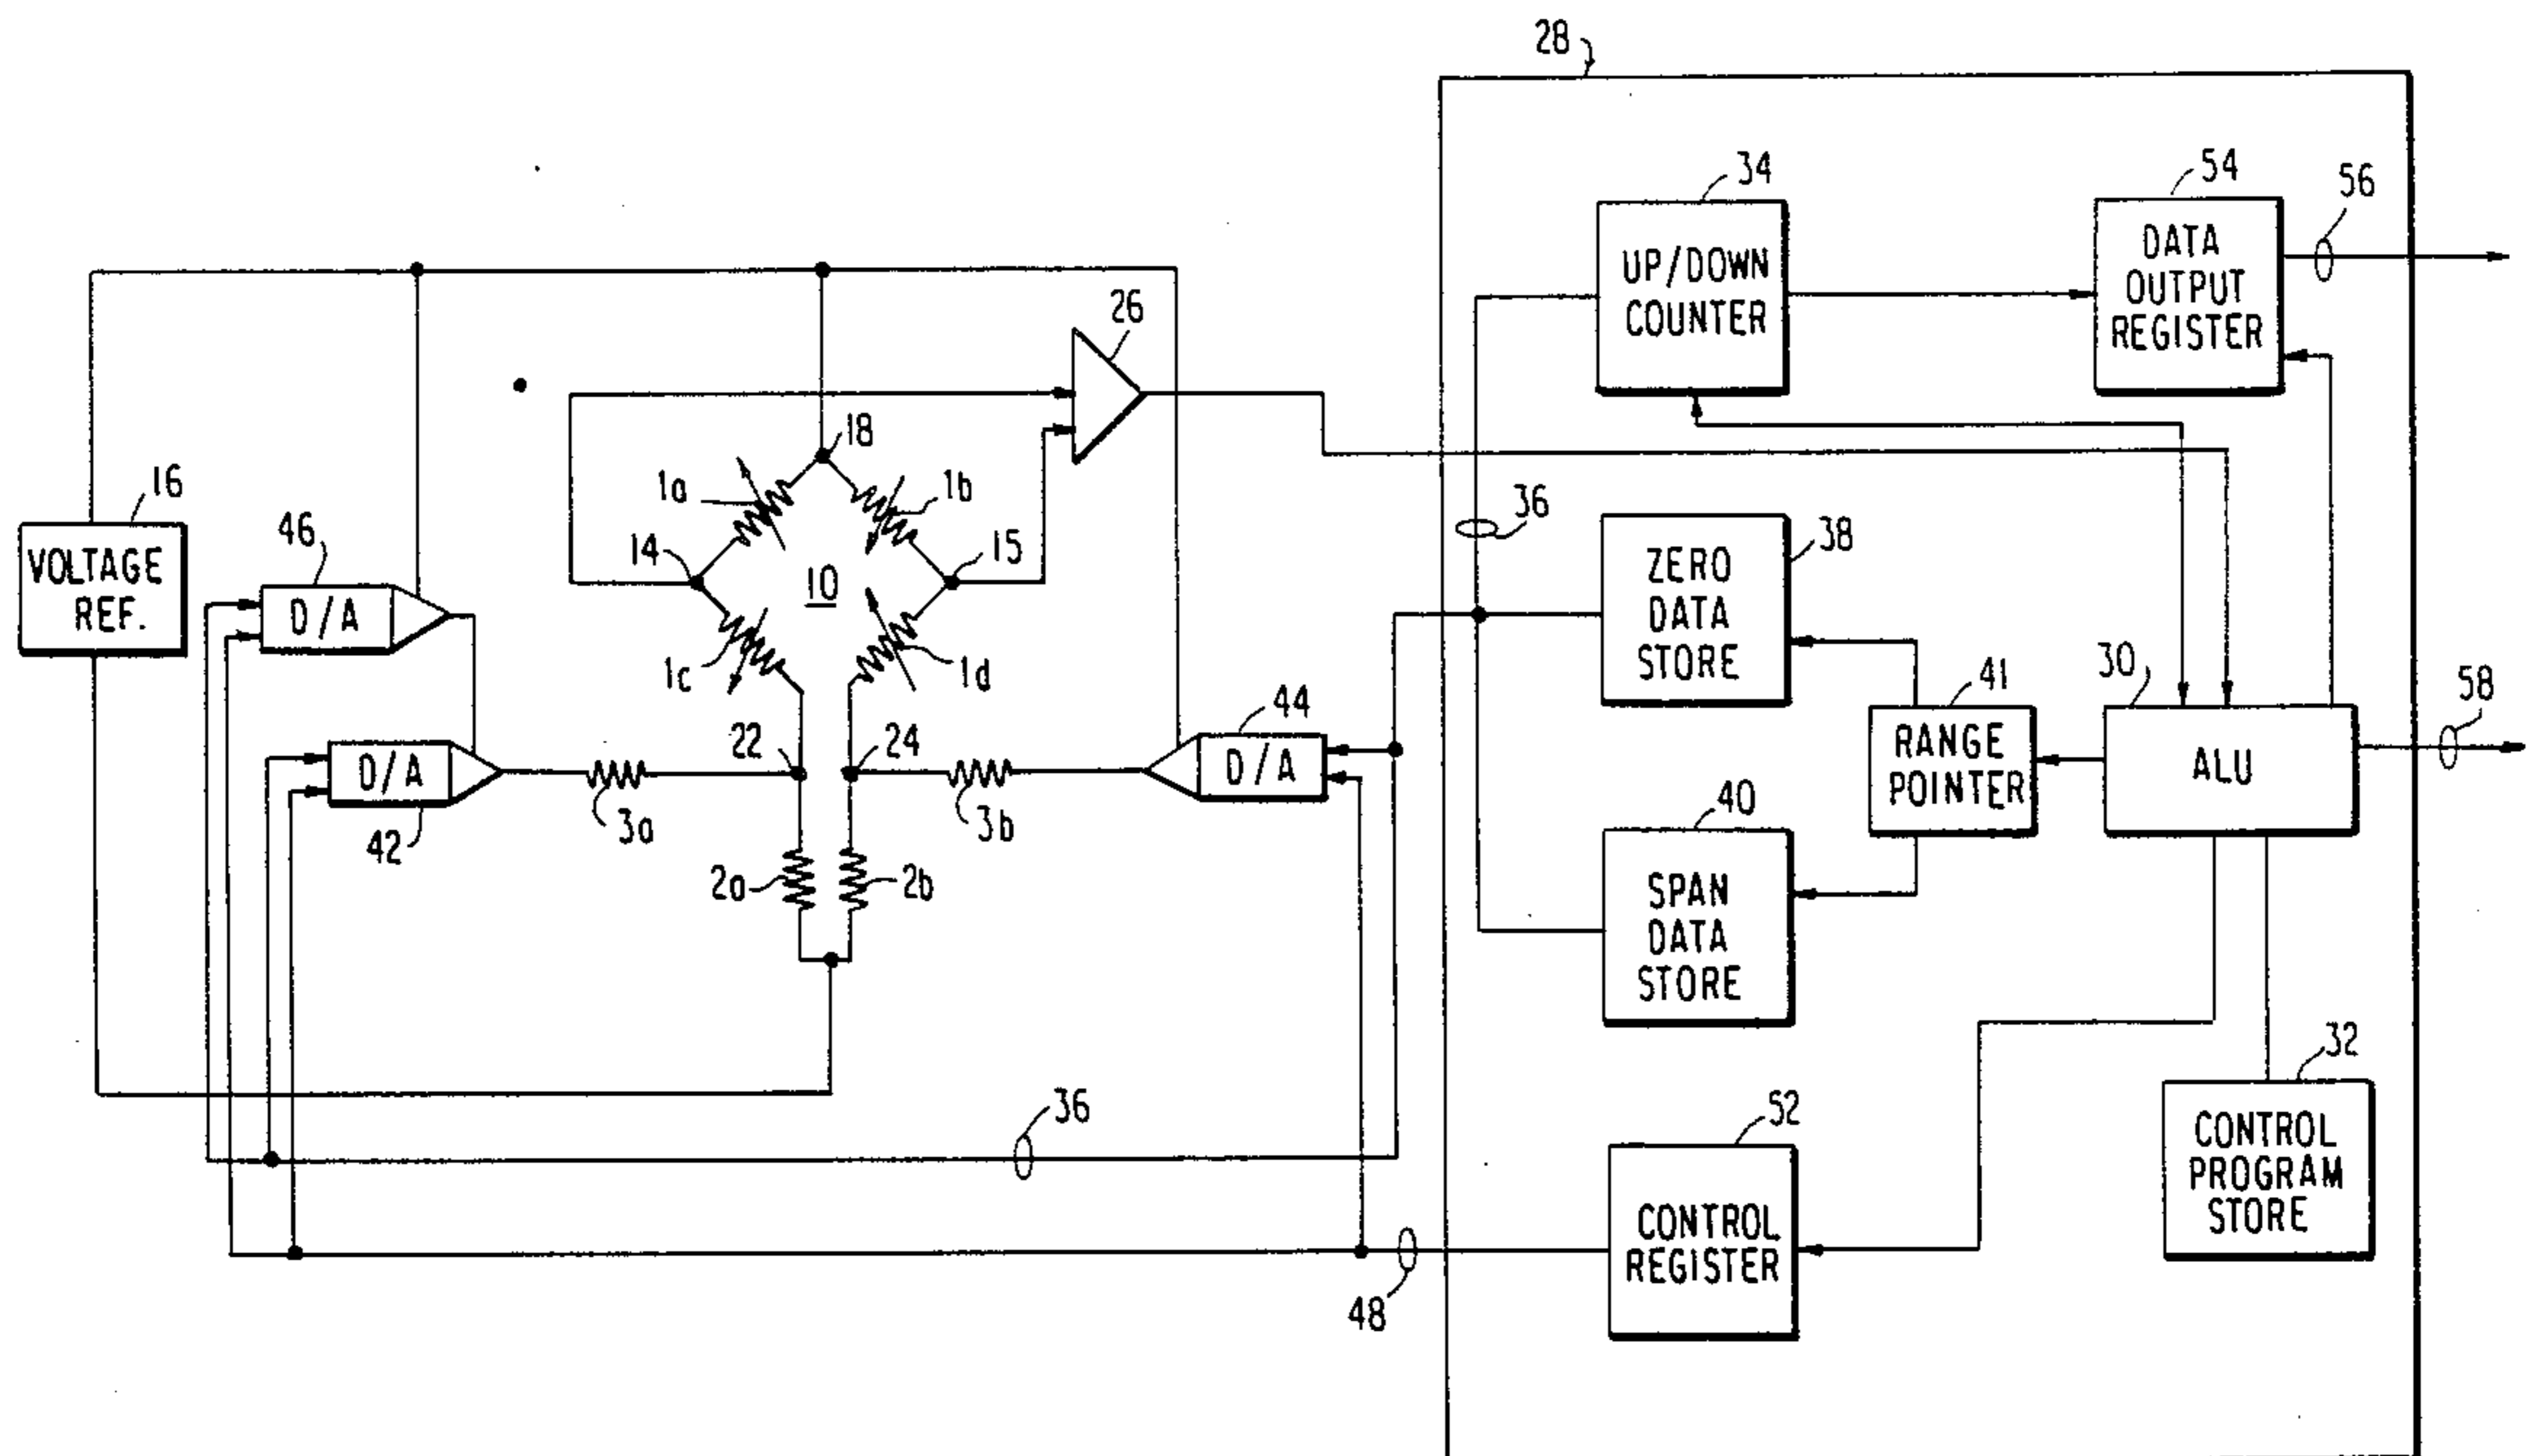 28
34
54
56
UP/DOWN
COUNTER
DATA
OUTPUT
REGISTER
26
18
16
1a
1b
36
46
14
15
38
VOLTAGE
REF.
10
ZERO
DATA
STORE
D/A
1c
1d
30
41
58
44
22
24
D/A
D/A
RANGE
POINTER
ALU
42
3a
3b
40
2a
2b
SPAN
DATA
STORE
32
36
52
CONTROL
PROGRAM
STORE
CONTROL
REGISTER
48